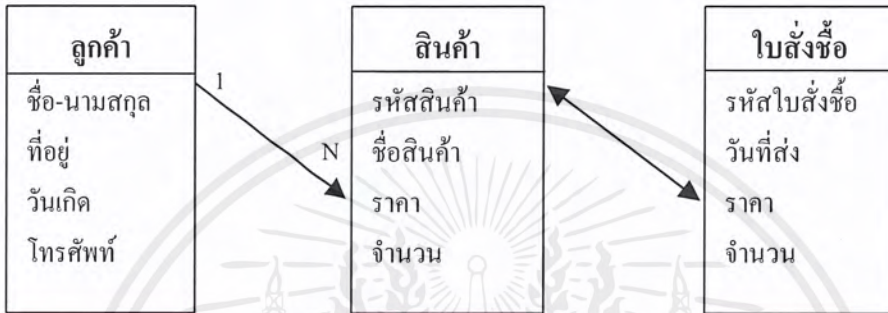 ลูกค้า
ชื่อ-นามสกุล
ที่อยู่
วันเกิด
โทรศัพท์
1
N
สินค้า
รหัสสินค้า
ชื่อสินค้า
ราคา
จำนวน
ใบสั่งซื้อ
รหัสใบสั่งซื้อ
วันที่ส่ง
ราคา
จำนวน